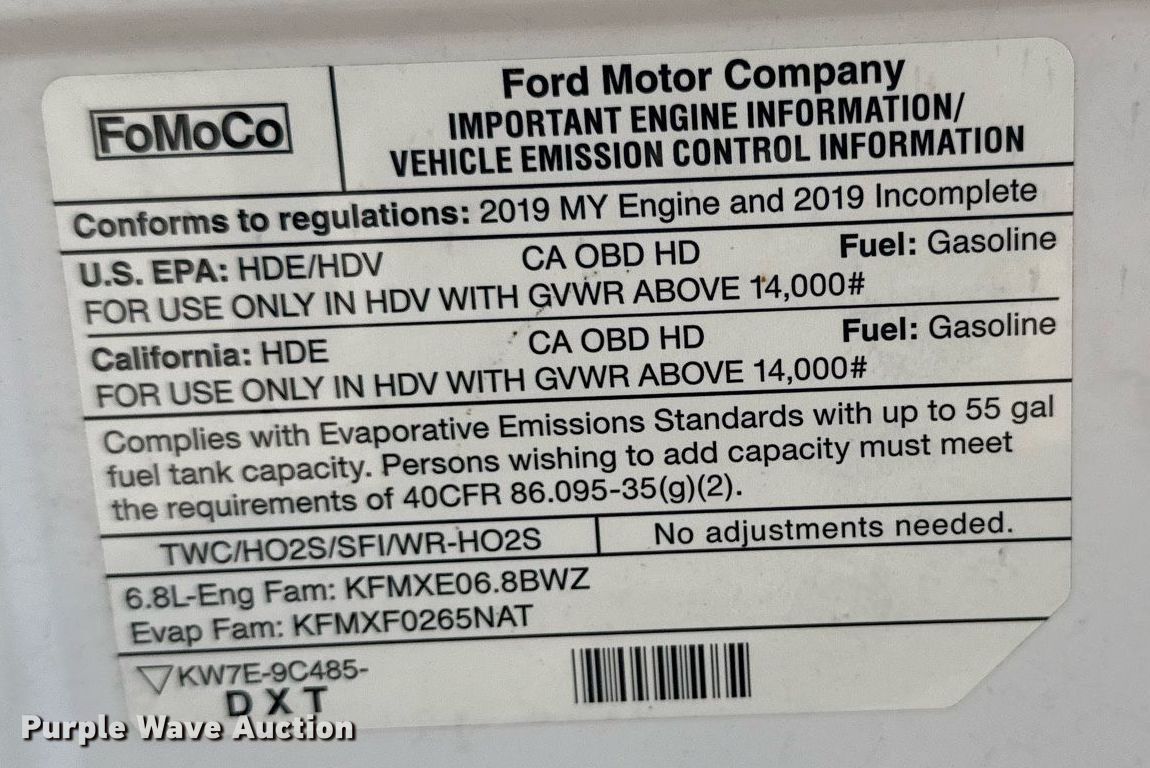 FoMoCo
Ford Motor Company
IMPORTANT ENGINE INFORMATION/
VEHICLE EMISSION CONTROL INFORMATION
Conforms to regulations: 2019 MY Engine and 2019 Incomplete
U.S. EPA: HDE/HDV CA OBD HD Fuel: Gasoline
FOR USE ONLY IN HDV WITH GVWR ABOVE 14,000#
California: HDE CA OBD HD Fuel: Gasoline
FOR USE ONLY IN HDV WITH GVWR ABOVE 14,000#
Complies with Evaporative Emissions Standards with up to 55 gal
fuel tank capacity. Persons wishing to add capacity must meet
the requirements of 40CFR 86.095-35(g)(2).
TWC/HO2S/SFI/WR-HO2S No adjustments needed.
6.8L-Eng Fam: KFMXE06.8BWZ
Evap Fam: KFMXF0265NAT
KW7E-9C485-
DXT
Purple Wave Auction